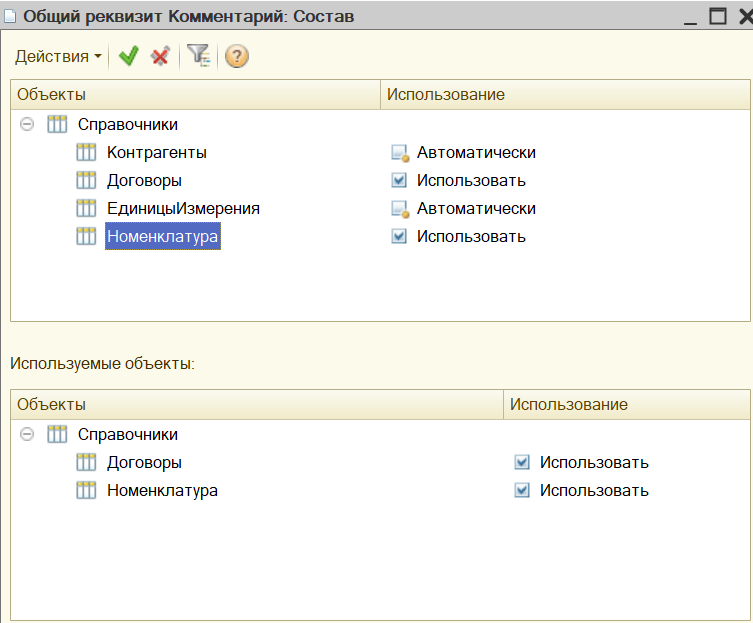 Общий реквизит Комментарий: Состав
Действия
Объекты Использование
Справочники
Контрагенты Автоматически
Договоры Использовать
ЕдиницыИзмерения Автоматически
Номенклатура Использовать
Используемые объекты:
Объекты Использование
Справочники
Договоры Использовать
Номенклатура Использовать